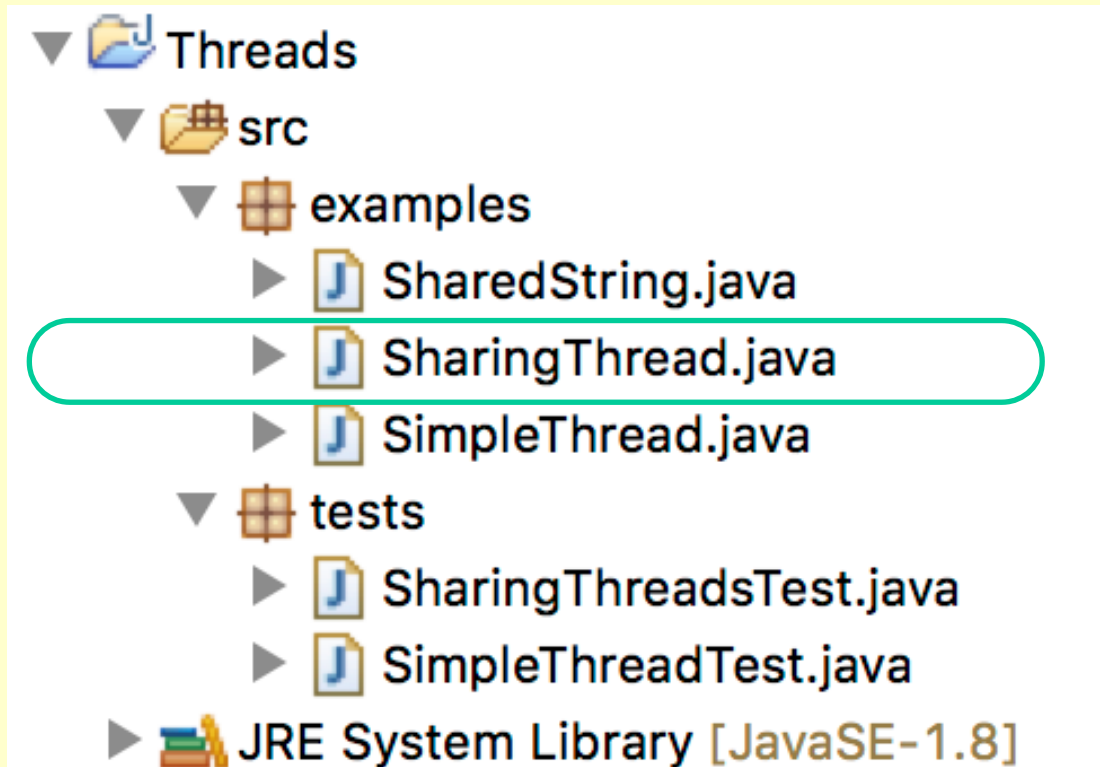 Threads
src
examples
SharedString.java
SharingThread.java
SimpleThread.java
tests
SharingThreadsTest.java
SimpleThreadTest.java
JRE System Library [JavaSE-1.8]